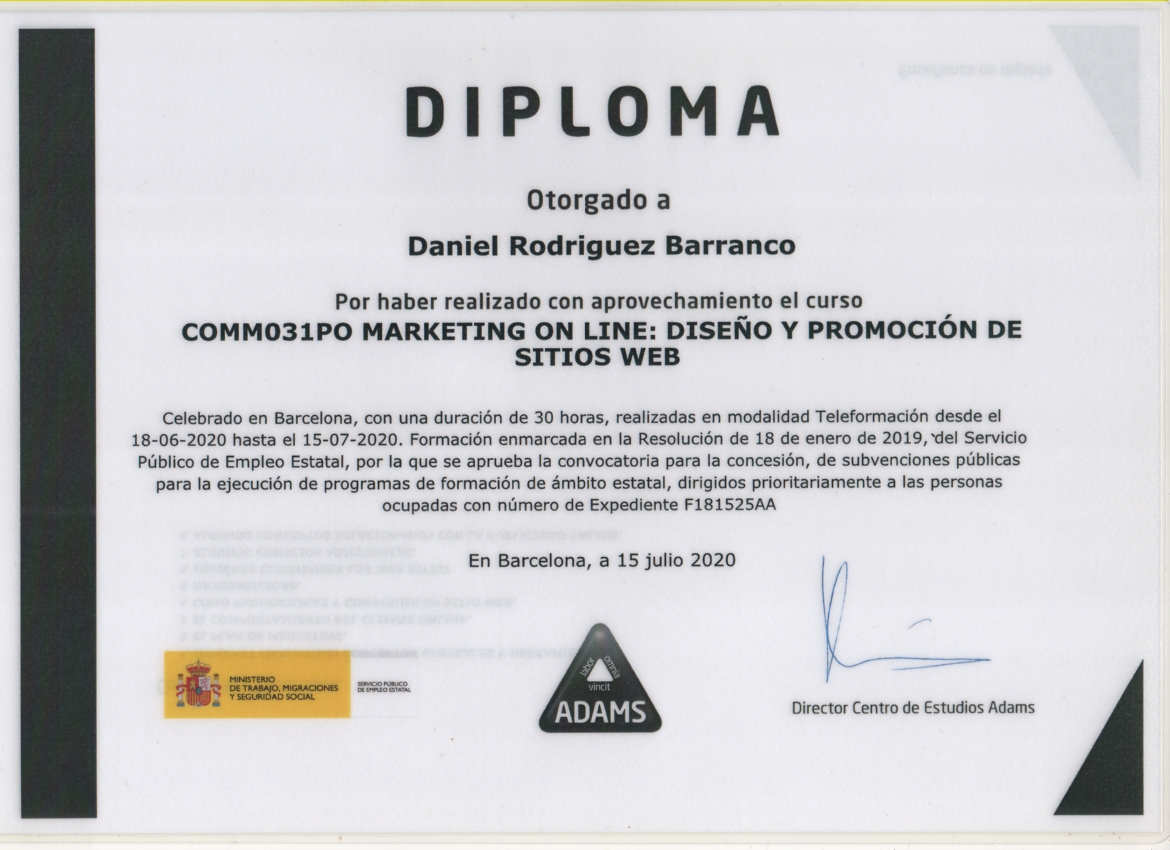 DIPLOMA
Otorgado a
Daniel Rodriguez Barranco
Por haber realizado con aprovechamiento el curso
COMM031PO MARKETING ON LINE: DISEÑO Y PROMOCIÓN DE
SITIOS WEB
Celebrado en Barcelona, con una duración de 30 horas, realizadas en modalidad Teleformación desde el
18-06-2020 hasta el 15-07-2020. Formación enmarcada en la Resolución de 18 de enero de 2019, del Servicio
Público de Empleo Estatal, por la que se aprueba la convocatoria para la concesión, de subvenciones públicas
para la ejecución de programas de formación de ámbito estatal, dirigidos prioritariamente a las personas
ocupadas con número de Expediente F181525AA
En Barcelona, a 15 julio 2020
MINISTERIO
DE TRABAJO, MIGRACIONES
Y SEGURIDAD SOCIAL
SERVICIO PÚBLICO
DE EMPLEO ESTATAL
labor omnia
vincit
ADAMS
Director Centro de Estudios Adams